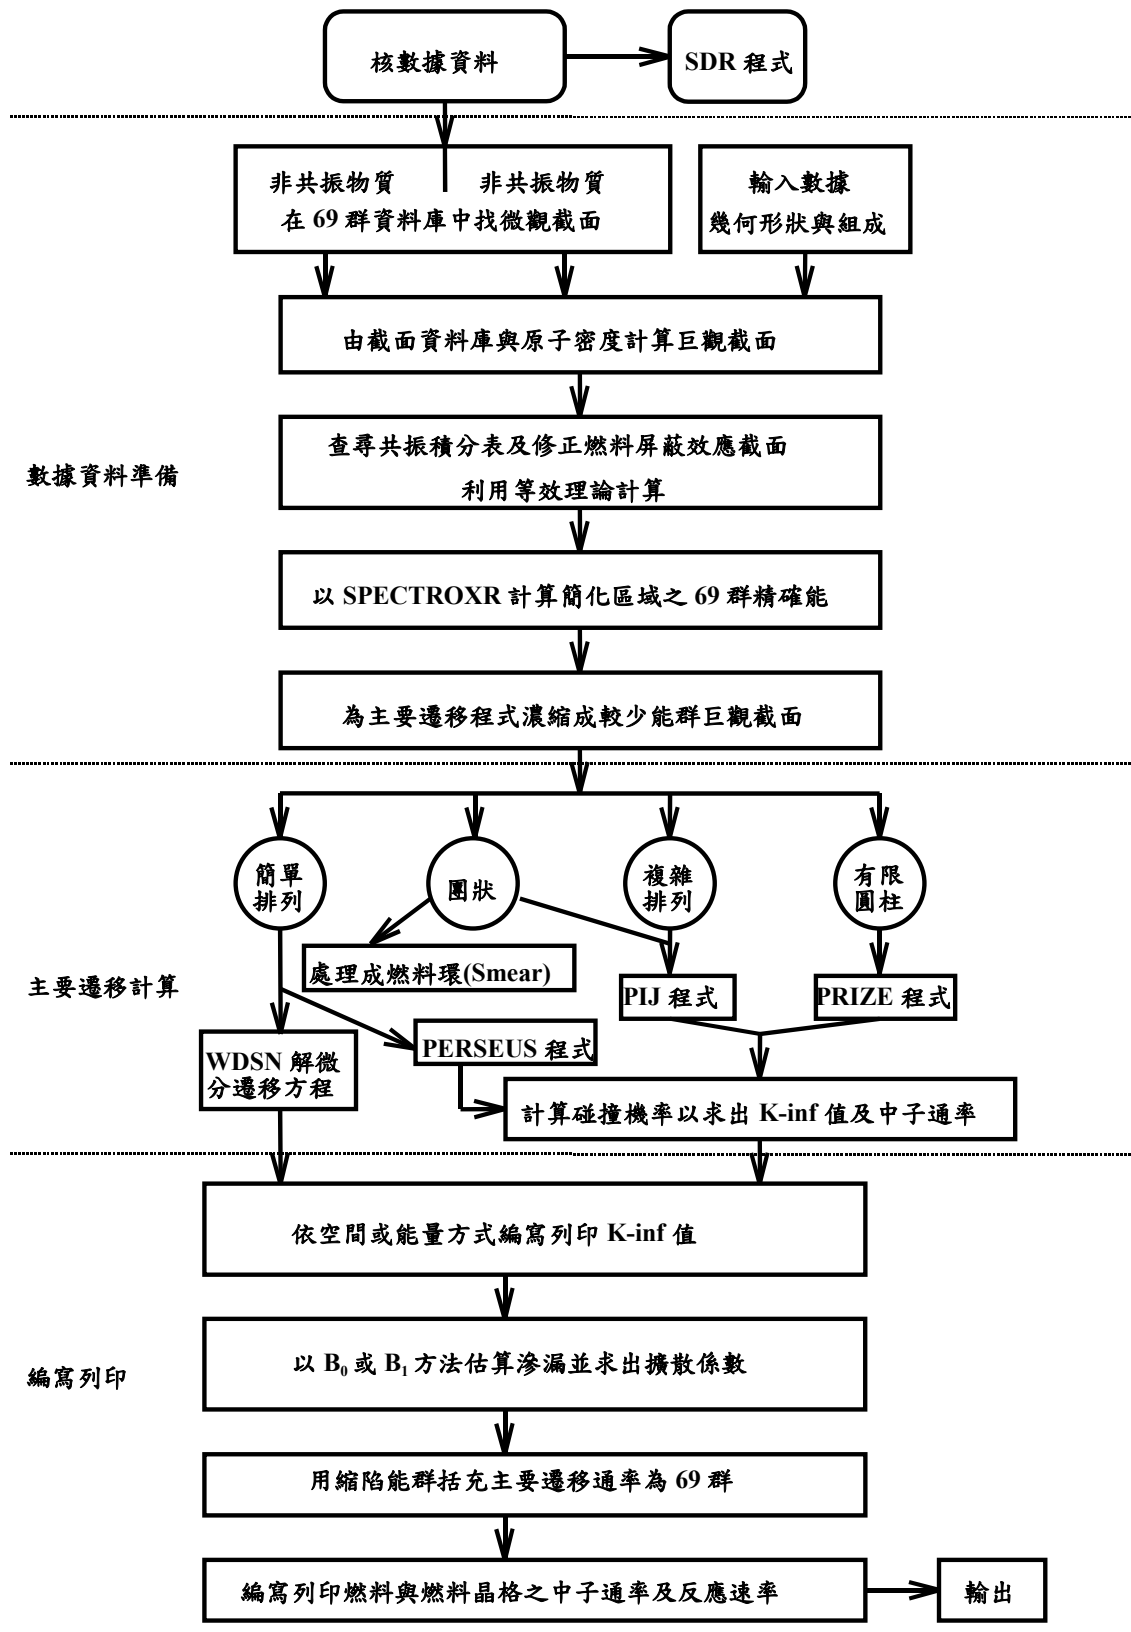 核數據資料
SDR 程式
非共振物質
非共振物質
在 69 群資料庫中找微觀截面
輸入數據
幾何形狀與組成
由截面資料庫與原子密度計算巨觀截面
查尋共振積分表及修正燃料屏蔽效應截面
利用等效理論計算
數據資料準備
以 SPECTROXR 計算簡化區域之 69 群精確能
為主要遷移程式濃縮成較少能群巨觀截面
簡單
排列
團狀
複雜
排列
有限
圓柱
處理成燃料環(Smear)
主要遷移計算
PIJ 程式
PRIZE 程式
WDSN 解微
分遷移方程
PERSEUS 程式
計算碰撞機率以求出 K-inf 值及中子通率
依空間或能量方式編寫列印 K-inf 值
以 B₀ 或 B₁ 方法估算滲漏並求出擴散係數
編寫列印
用縮陷能群括充主要遷移通率為 69 群
編寫列印燃料與燃料晶格之中子通率及反應速率
輸出